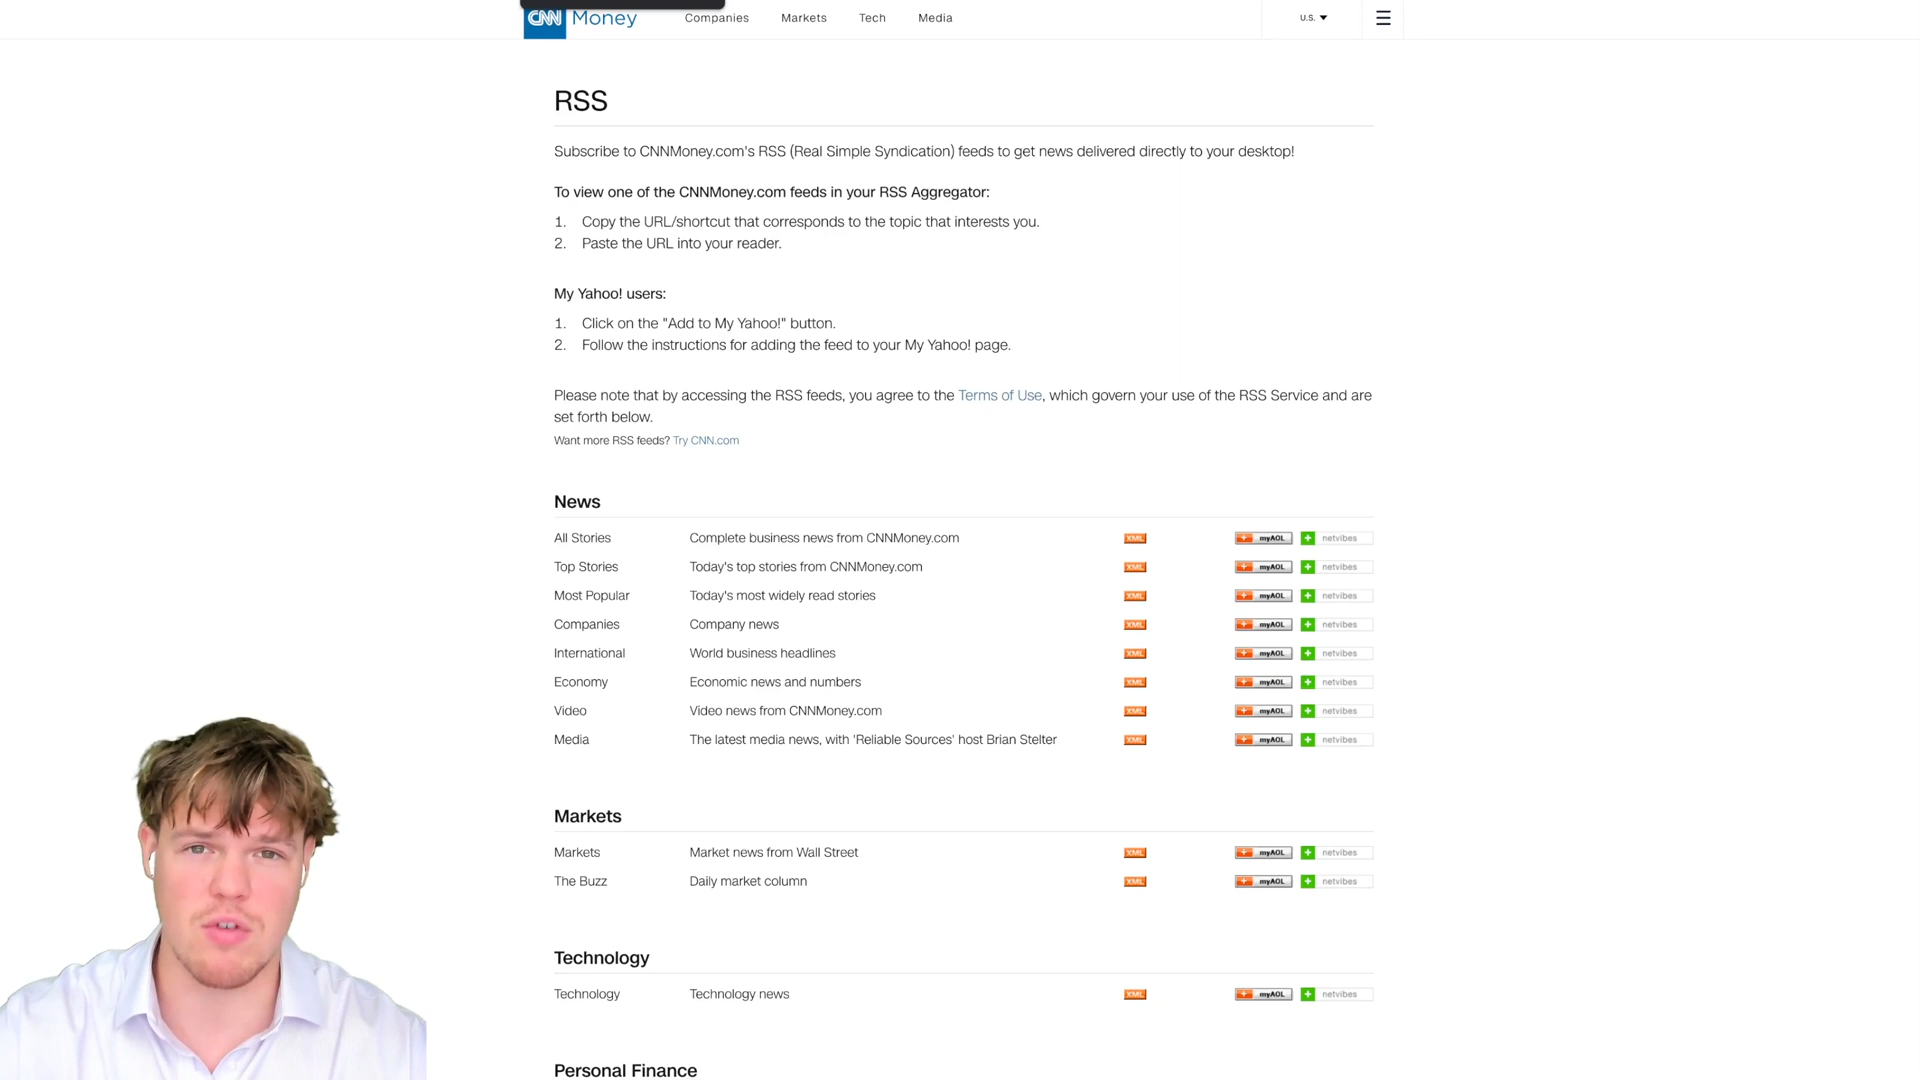 CNN Money Companies Markets Tech Media U.S.
RSS
Subscribe to CNNMoney.com's RSS (Real Simple Syndication) feeds to get news delivered directly to your desktop!
To view one of the CNNMoney.com feeds in your RSS Aggregator:
1. Copy the URL/shortcut that corresponds to the topic that interests you.
2. Paste the URL into your reader.
My Yahoo! users:
1. Click on the "Add to My Yahoo!" button.
2. Follow the instructions for adding the feed to your My Yahoo! page.
Please note that by accessing the RSS feeds, you agree to the Terms of Use, which govern your use of the RSS Service and are
set forth below.
Want more RSS feeds? Try CNN.com
News
All Stories Complete business news from CNNMoney.com XML myAOL netvibes
Top Stories Today's top stories from CNNMoney.com XML myAOL netvibes
Most Popular Today's most widely read stories XML myAOL netvibes
Companies Company news XML myAOL netvibes
International World business headlines XML myAOL netvibes
Economy Economic news and numbers XML myAOL netvibes
Video Video news from CNNMoney.com XML myAOL netvibes
Media The latest media news, with 'Reliable Sources' host Brian Stelter XML myAOL netvibes
Markets
Markets Market news from Wall Street XML myAOL netvibes
The Buzz Daily market column XML myAOL netvibes
Technology
Technology Technology news XML myAOL netvibes
Personal Finance